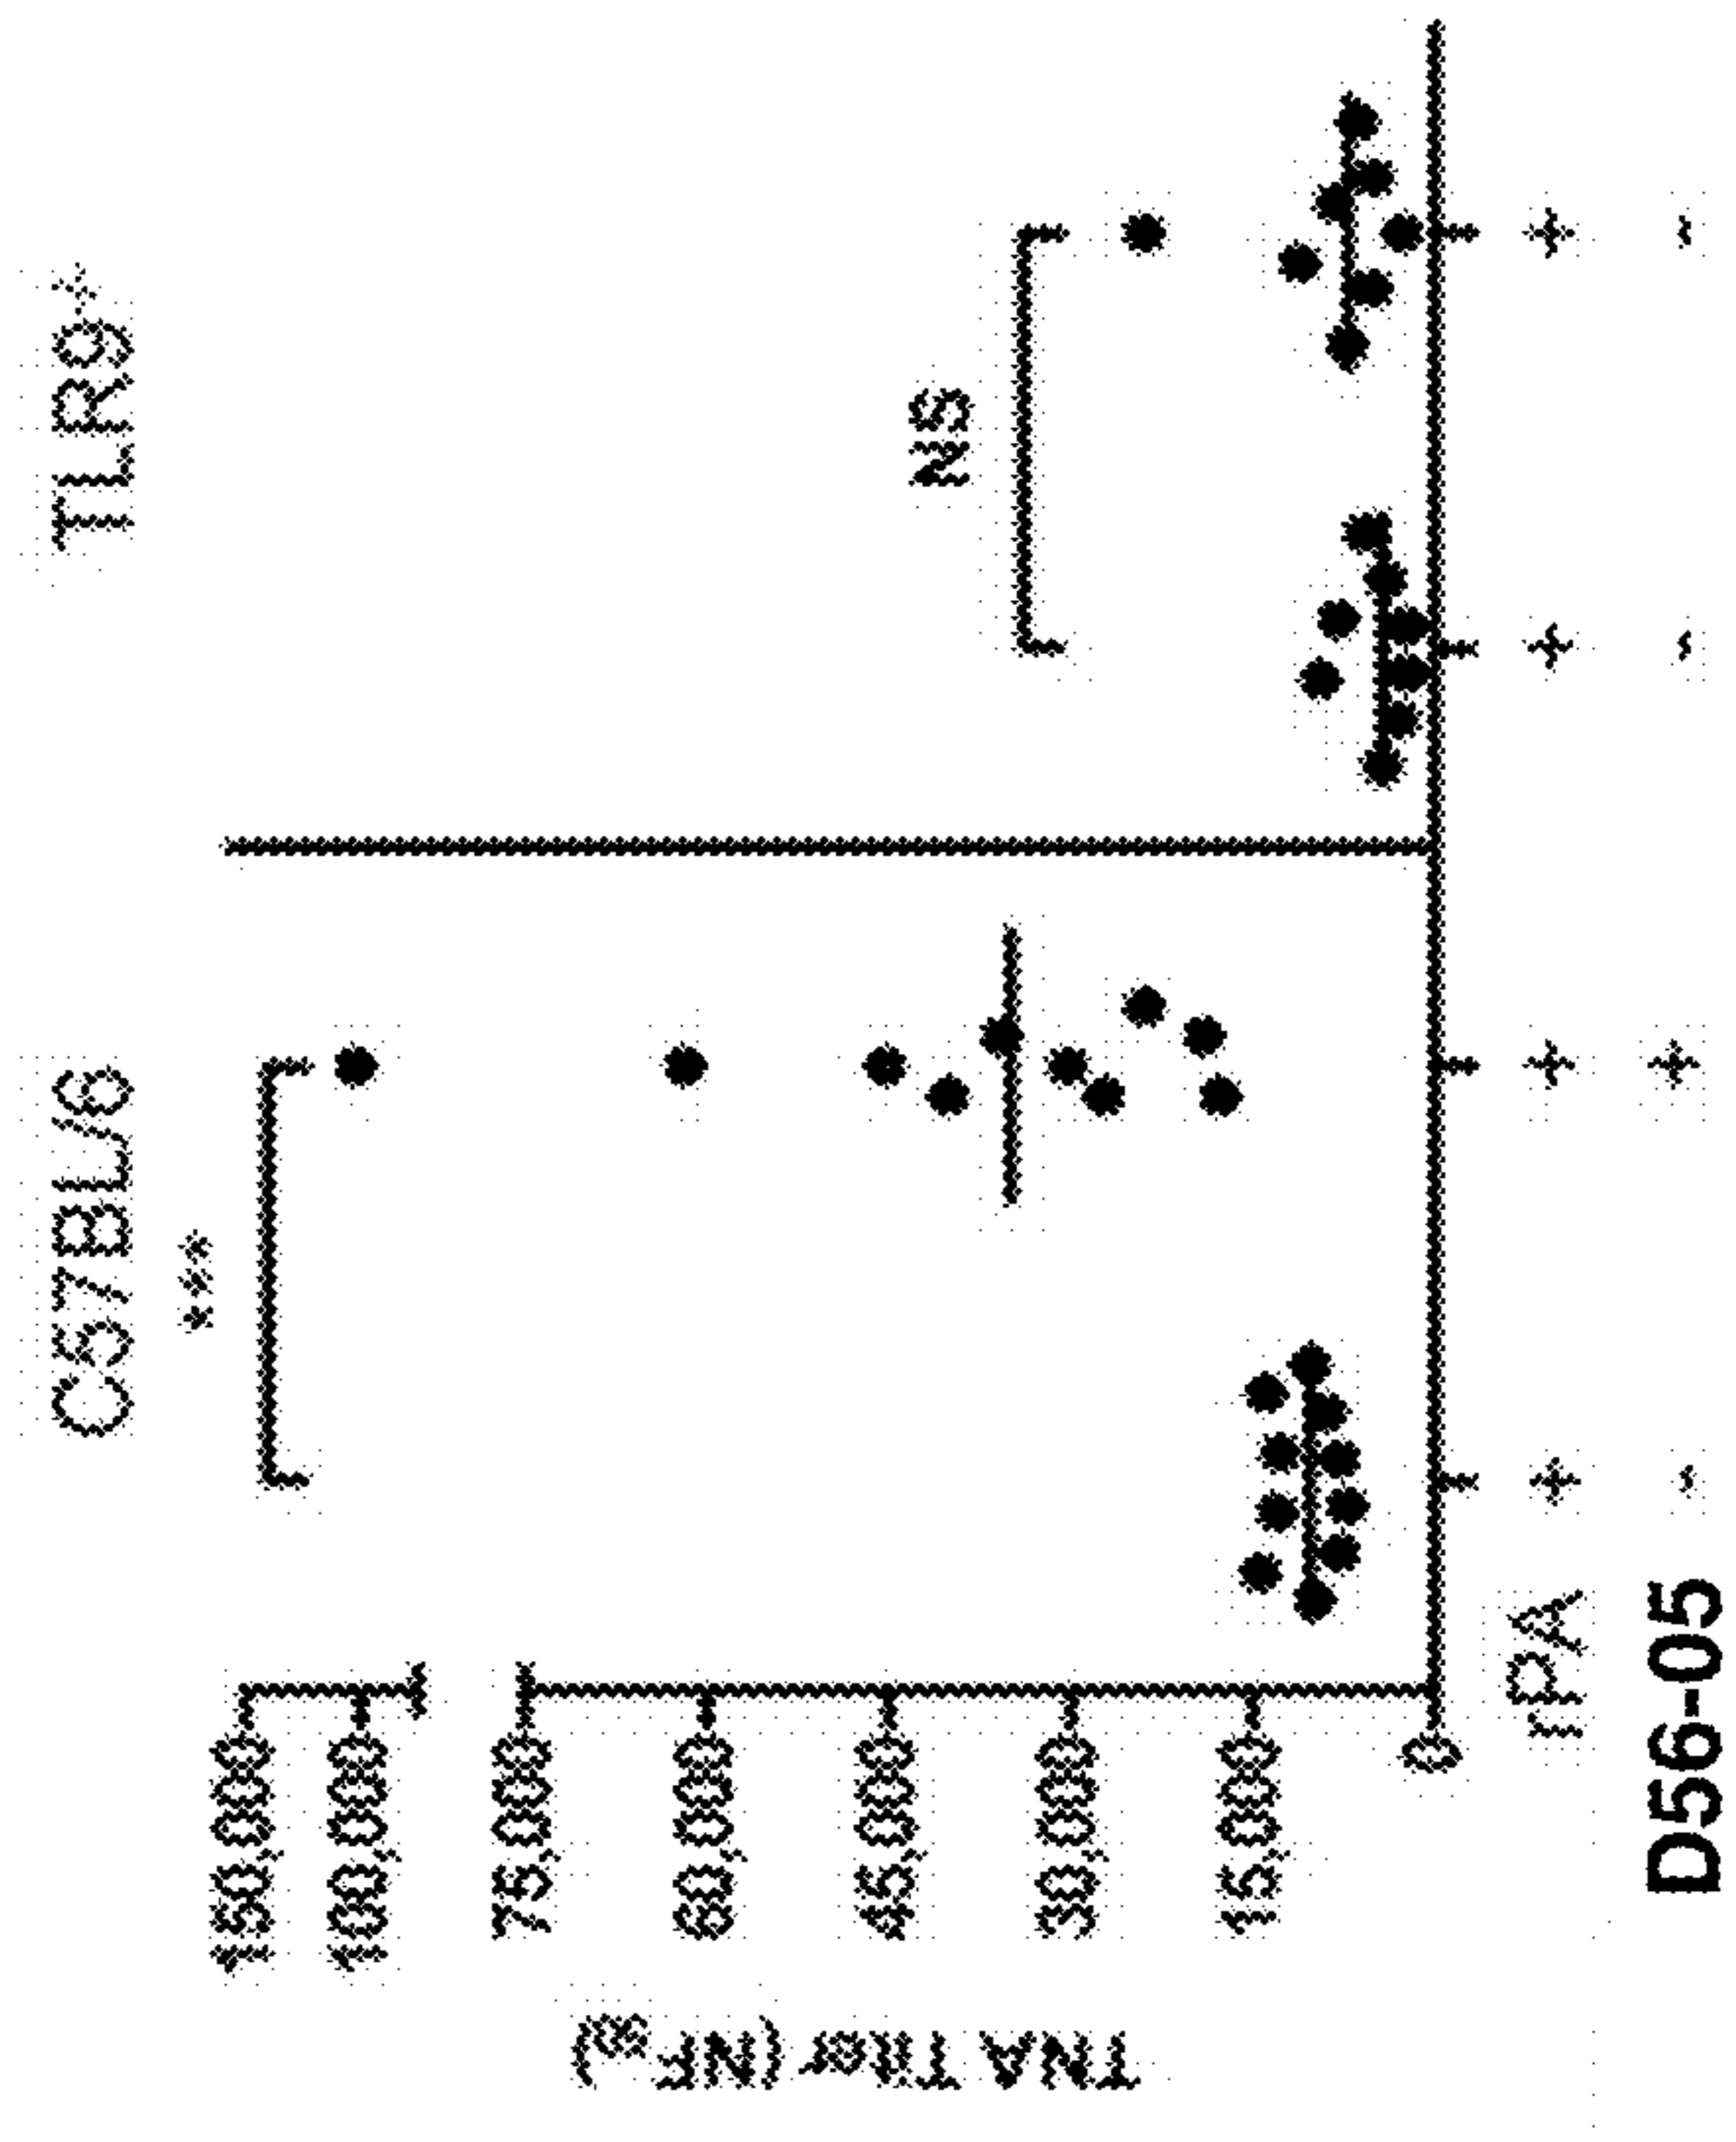 C57BL/6 TLR9-/-
***
NS
TNA Titer (NF50)
150,000
100,000
75,000
60,000
45,000
30,000
15,000
0
rPA + + + +
D56-05 - + - -